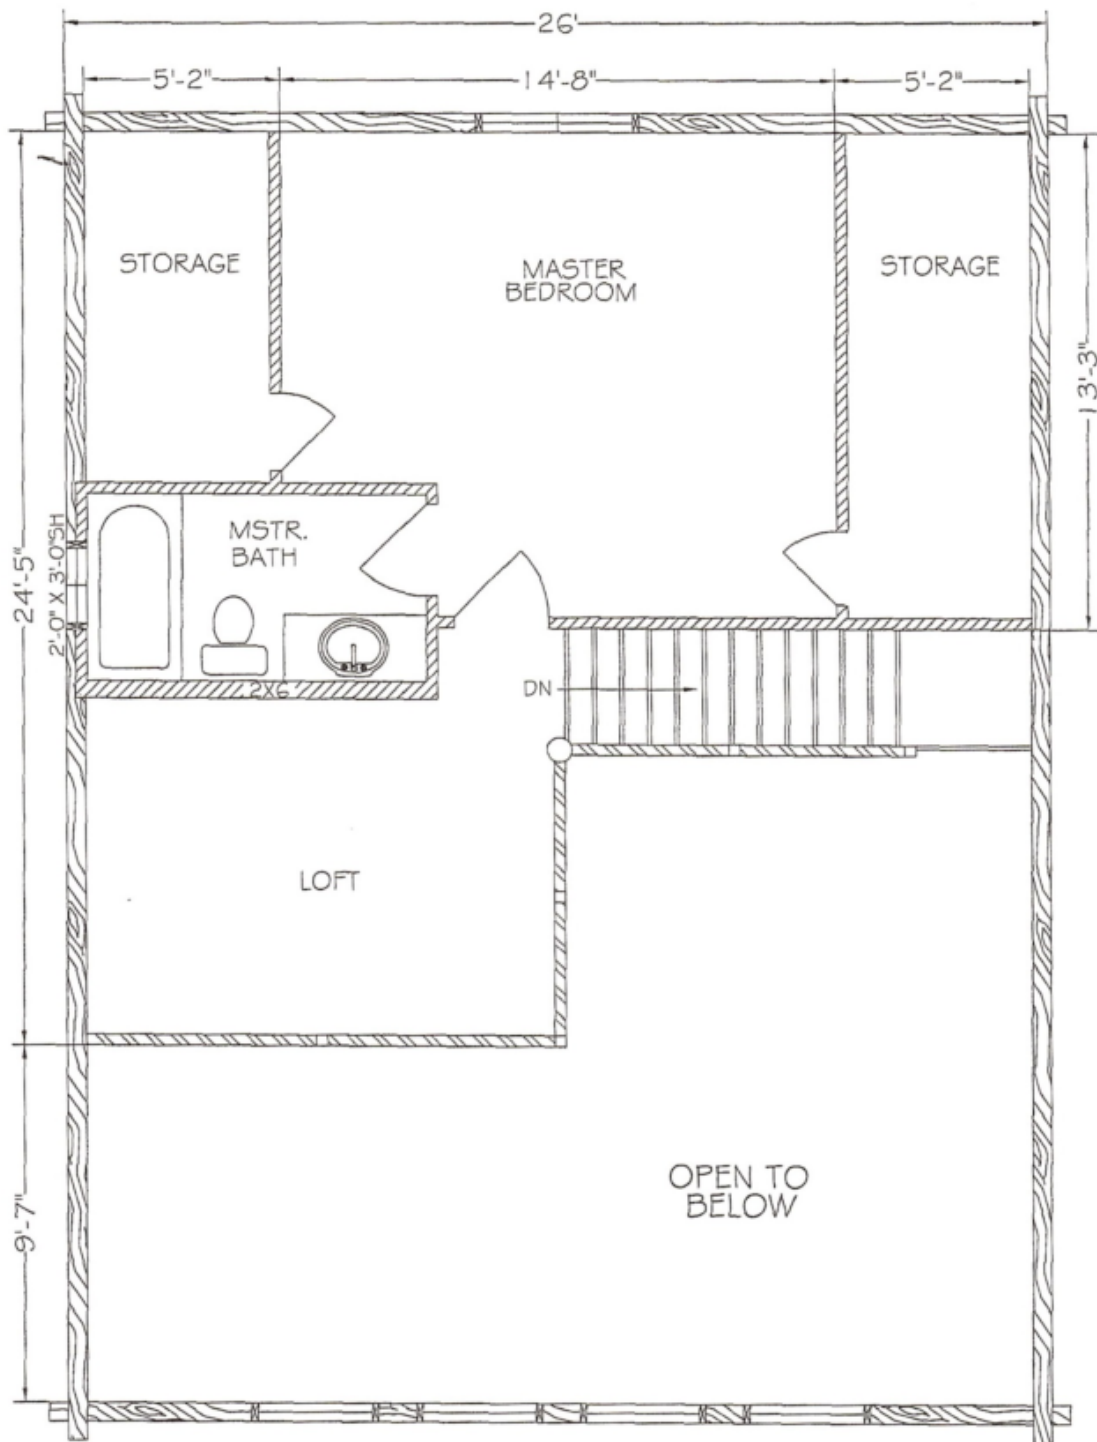 26'
5'-2"
14'-8"
5'-2"
STORAGE
MASTER
BEDROOM
STORAGE
13'-3"
24'-5"
2'-0" X 3'-0"SH
MSTR.
BATH
2X6
DN
LOFT
OPEN TO
BELOW
9'-7"